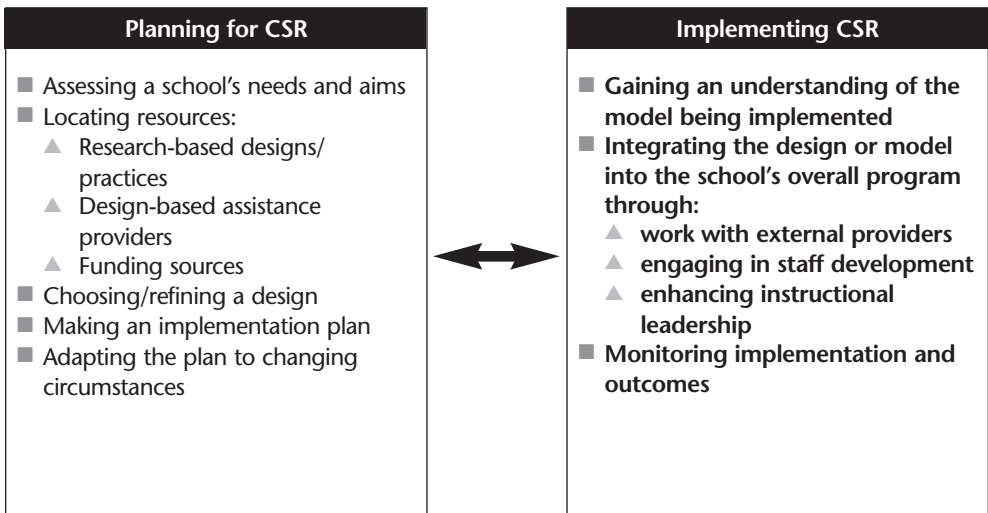 Planning for CSR
■ Assessing a school's needs and aims
■ Locating resources:
▲ Research-based designs/
practices
▲ Design-based assistance
providers
▲ Funding sources
■ Choosing/refining a design
■ Making an implementation plan
■ Adapting the plan to changing
circumstances
Implementing CSR
■ Gaining an understanding of the
model being implemented
■ Integrating the design or model
into the school's overall program
through:
▲ work with external providers
▲ engaging in staff development
▲ enhancing instructional
leadership
■ Monitoring implementation and
outcomes